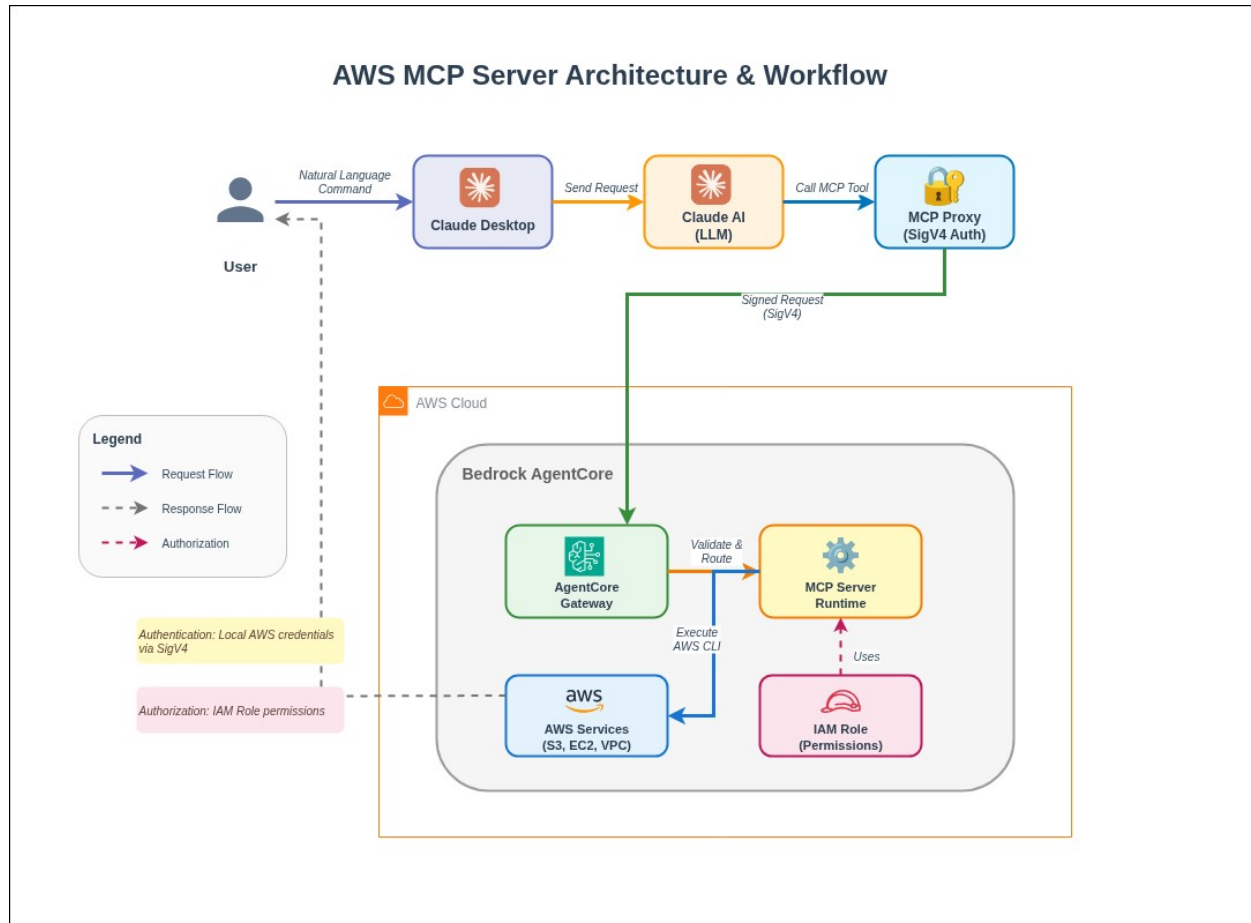 AWS MCP Server Architecture & Workflow
Natural Language
Command
Send Request
Call MCP Tool
Claude Desktop
Claude AI
(LLM)
MCP Proxy
(SigV4 Auth)
User
Signed Request
(SigV4)
AWS Cloud
Legend
Request Flow
Response Flow
Authorization
Bedrock AgentCore
AgentCore
Gateway
Validate &
Route
MCP Server
Runtime
Execute
AWS CLI
Uses
Authentication: Local AWS credentials
via SigV4
Authorization: IAM Role permissions
aws
AWS Services
(S3, EC2, VPC)
IAM Role
(Permissions)